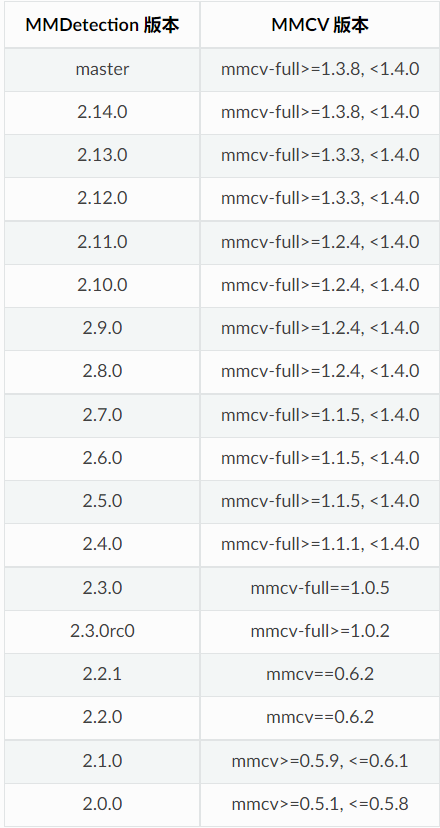 MMDetection 版本 MMCV 版本
master mmcv-full>=1.3.8, <1.4.0
2.14.0 mmcv-full>=1.3.8, <1.4.0
2.13.0 mmcv-full>=1.3.3, <1.4.0
2.12.0 mmcv-full>=1.3.3, <1.4.0
2.11.0 mmcv-full>=1.2.4, <1.4.0
2.10.0 mmcv-full>=1.2.4, <1.4.0
2.9.0 mmcv-full>=1.2.4, <1.4.0
2.8.0 mmcv-full>=1.2.4, <1.4.0
2.7.0 mmcv-full>=1.1.5, <1.4.0
2.6.0 mmcv-full>=1.1.5, <1.4.0
2.5.0 mmcv-full>=1.1.5, <1.4.0
2.4.0 mmcv-full>=1.1.1, <1.4.0
2.3.0 mmcv-full==1.0.5
2.3.0rc0 mmcv-full>=1.0.2
2.2.1 mmcv==0.6.2
2.2.0 mmcv==0.6.2
2.1.0 mmcv>=0.5.9, <=0.6.1
2.0.0 mmcv>=0.5.1, <=0.5.8